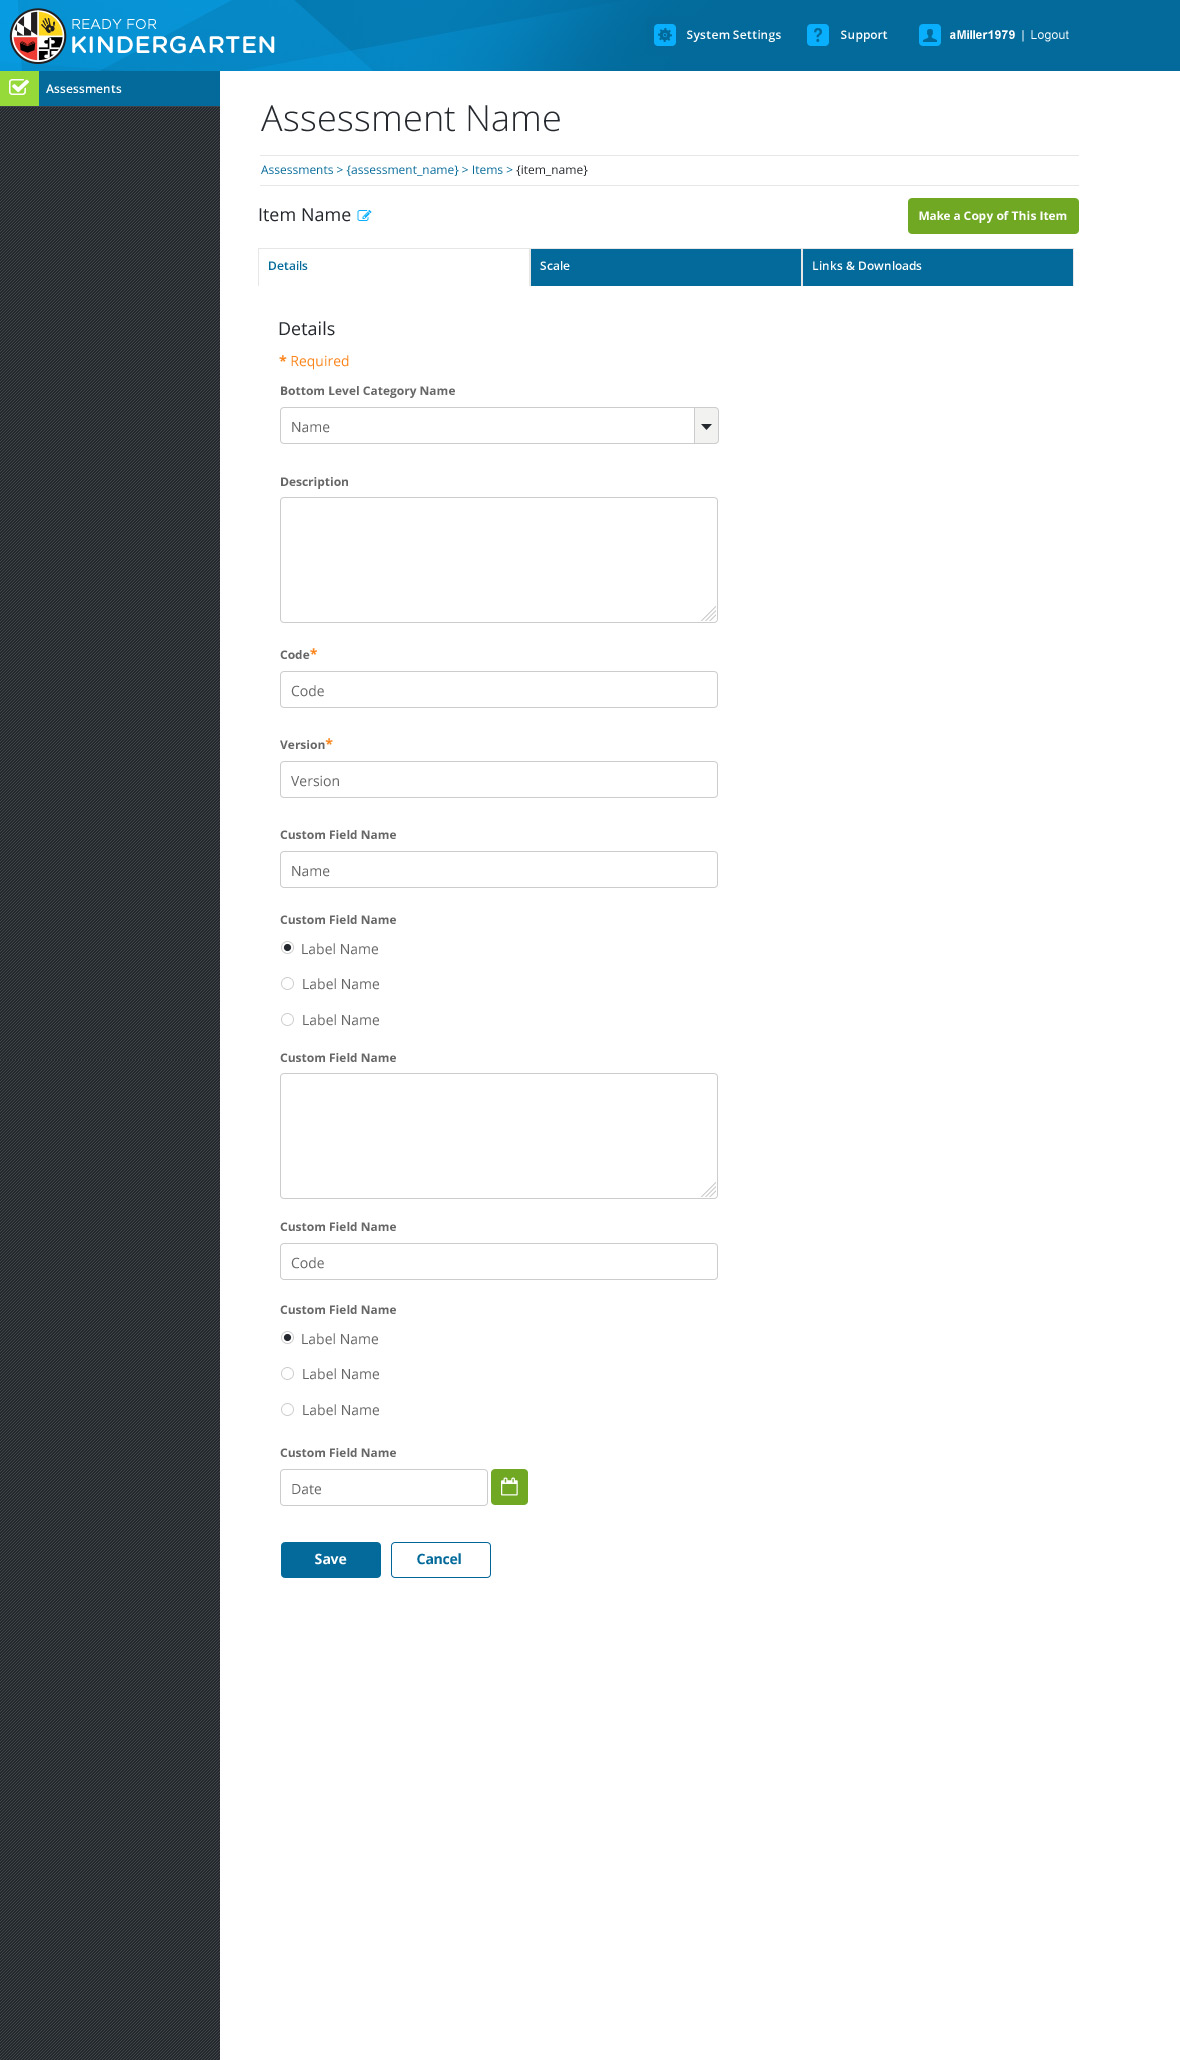 READY FOR
KINDERGARTEN
System Settings
? Support
aMiller1979 | Logout
Assessments
Assessment Name
Assessments > {assessment_name} > Items > {item_name}
Item Name
Make a Copy of This Item
Details
Scale
Links & Downloads
Details
* Required
Bottom Level Category Name
Name
Description
Code*
Code
Version*
Version
Custom Field Name
Name
Custom Field Name
Label Name
Label Name
Label Name
Custom Field Name
Custom Field Name
Code
Custom Field Name
Label Name
Label Name
Label Name
Custom Field Name
Date
Save
Cancel